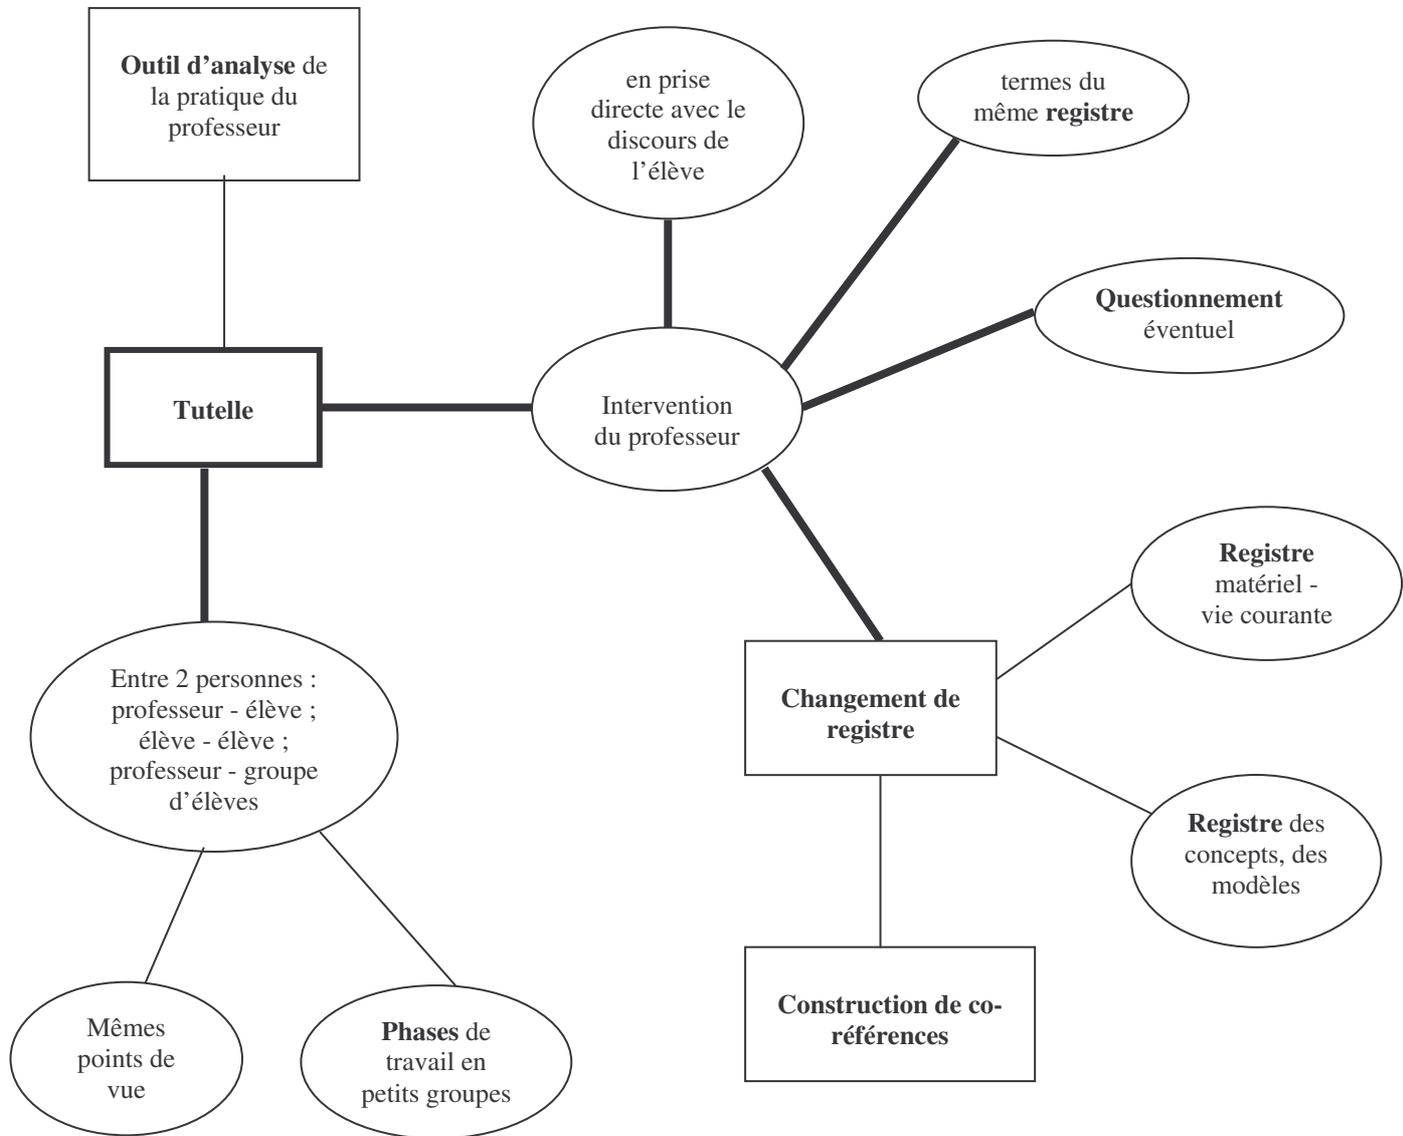 Outil d’analyse de
la pratique du
professeur
en prise
directe avec le
discours de
l’élève
termes du
même registre
Questionnement
éventuel
Tutelle
Intervention
du professeur
Registre
matériel -
vie courante
Entre 2 personnes :
professeur - élève ;
élève - élève ;
professeur - groupe
d’élèves
Changement de
registre
Registre des
concepts, des
modèles
Mêmes
points de
vue
Phases de
travail en
petits groupes
Construction de co-
références